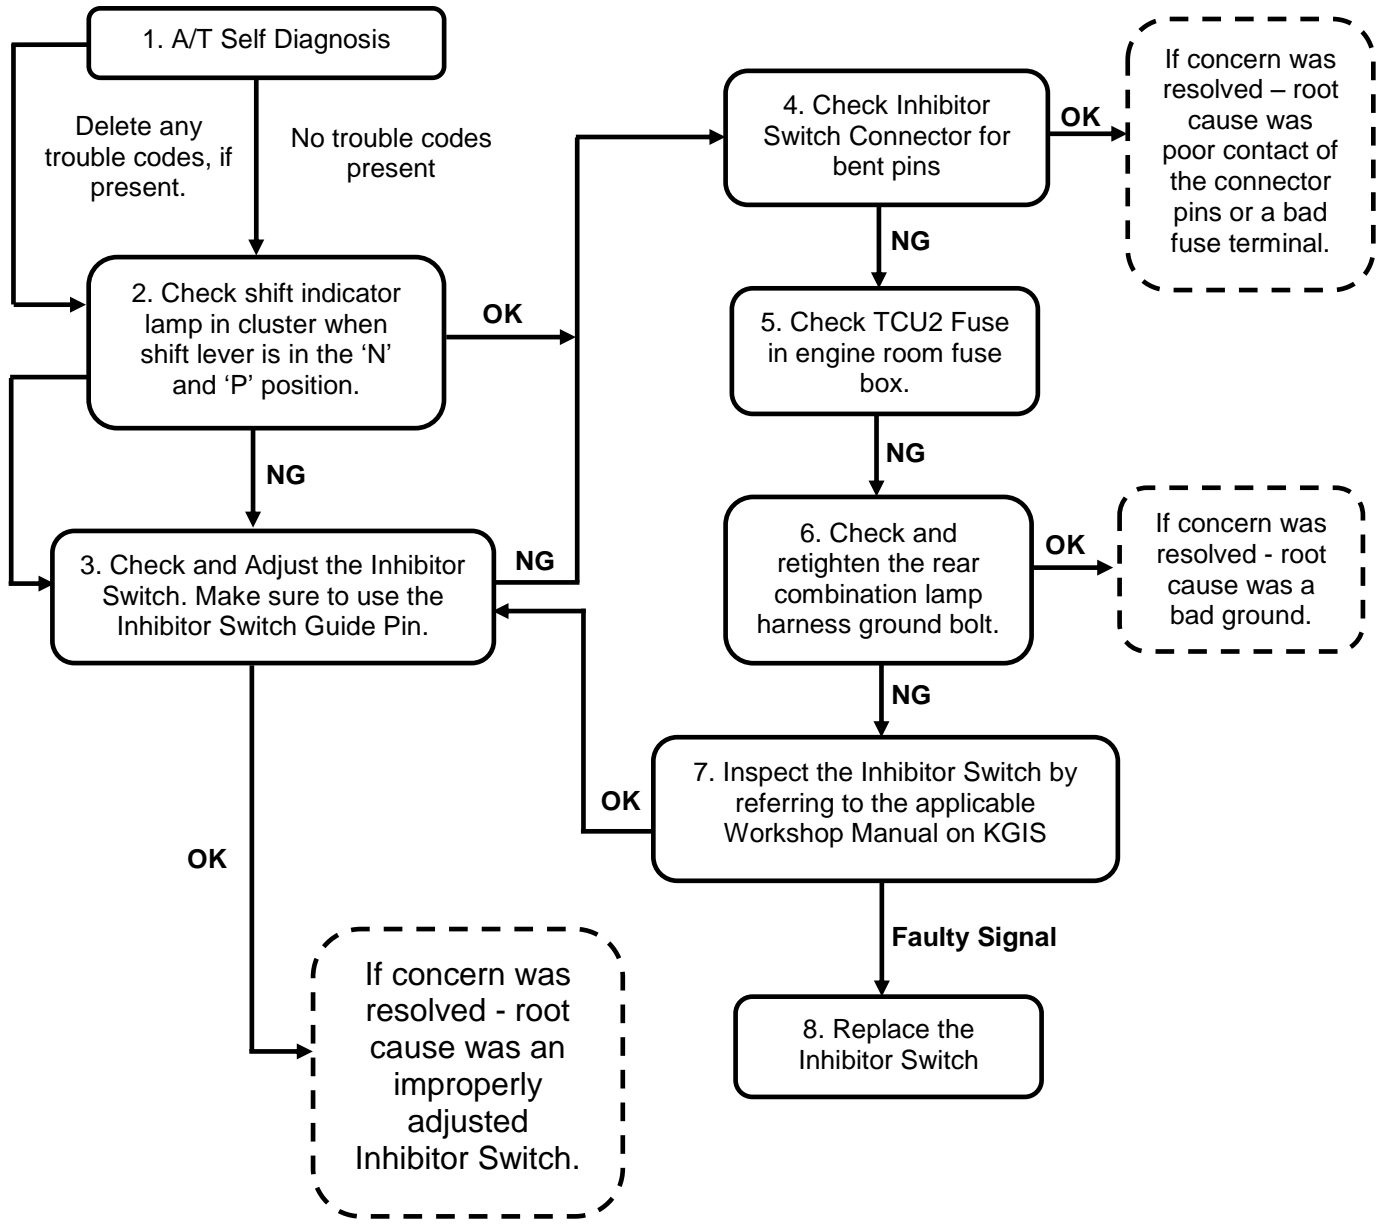 1. A/T Self Diagnosis
Delete any
trouble codes, if
present.
No trouble codes
present
2. Check shift indicator
lamp in cluster when
shift lever is in the ‘N’
and ‘P’ position.
OK
NG
3. Check and Adjust the Inhibitor
Switch. Make sure to use the
Inhibitor Switch Guide Pin.
NG
OK
If concern was
resolved - root
cause was an
improperly
adjusted
Inhibitor Switch.
4. Check Inhibitor
Switch Connector for
bent pins
OK
If concern was
resolved – root
cause was
poor contact of
the connector
pins or a bad
fuse terminal.
NG
5. Check TCU2 Fuse
in engine room fuse
box.
NG
6. Check and
retighten the rear
combination lamp
harness ground bolt.
OK
If concern was
resolved - root
cause was a
bad ground.
NG
7. Inspect the Inhibitor Switch by
referring to the applicable
Workshop Manual on KGIS
OK
Faulty Signal
8. Replace the
Inhibitor Switch